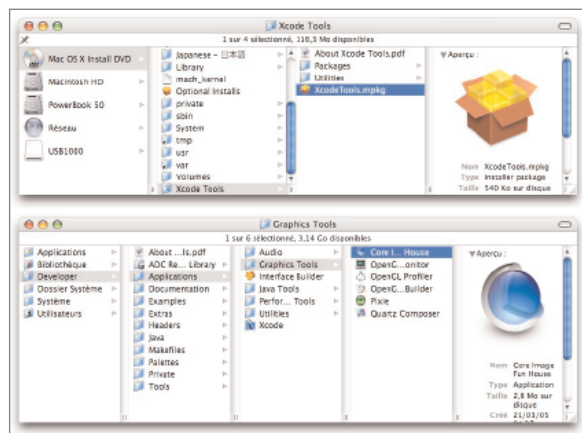 Xcode Tools
1 sur 4 sélectionné, 116,3 Mo disponibles
Mac OS X Install DVD
Macintosh HD
PowerBook 50
Réseau
USB1000
Japanese – 日本語
Library
mach_kernel
Optional Installs
private
sbin
System
tmp
usr
var
Volumes
Xcode Tools
About Xcode Tools.pdf
Packages
Utilities
XcodeTools.mpkg
Aperçu :
Nom XcodeTools.mpkg
Type Installer package
Taille 540 Ko sur disque
Graphics Tools
1 sur 6 sélectionné, 3,14 Go disponibles
Applications
Bibliothèque
Developer
Dossier Système
Système
Utilisateurs
About ...ls.pdf
ADC Re... Library
Applications
Documentation
Examples
Extras
Headers
Java
Makefiles
Palettes
Private
Tools
Audio
Graphics Tools
Interface Builder
Java Tools
Perfor... Tools
Utilities
Xcode
Core I... House
OpenG...onitor
OpenGL Profiler
OpenG...Builder
Pixie
Quartz Composer
Aperçu :
Nom Core Image
Fun House
Type Application
Taille 2,8 Mo sur
disque
Créé 21/03/05